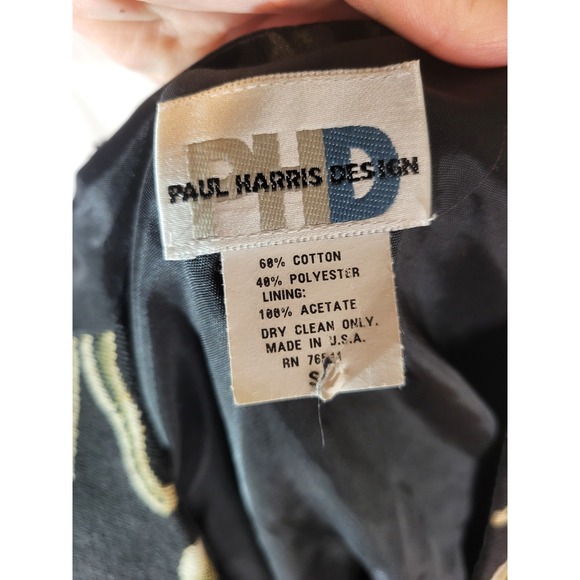 PHD
PAUL HARRIS DESIGN
60% COTTON
40% POLYESTER
LINING:
100% ACETATE
DRY CLEAN ONLY.
MADE IN U.S.A.
RN